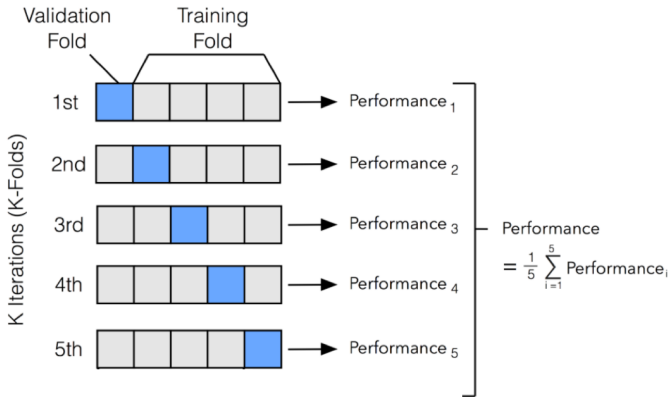 Validation
Fold
Training
Fold
K Iterations (K-Folds)
1st
Performance 1
2nd
Performance 2
3rd
Performance 3
4th
Performance 4
5th
Performance 5
Performance
= 1/5 5∑i=1 Performance i